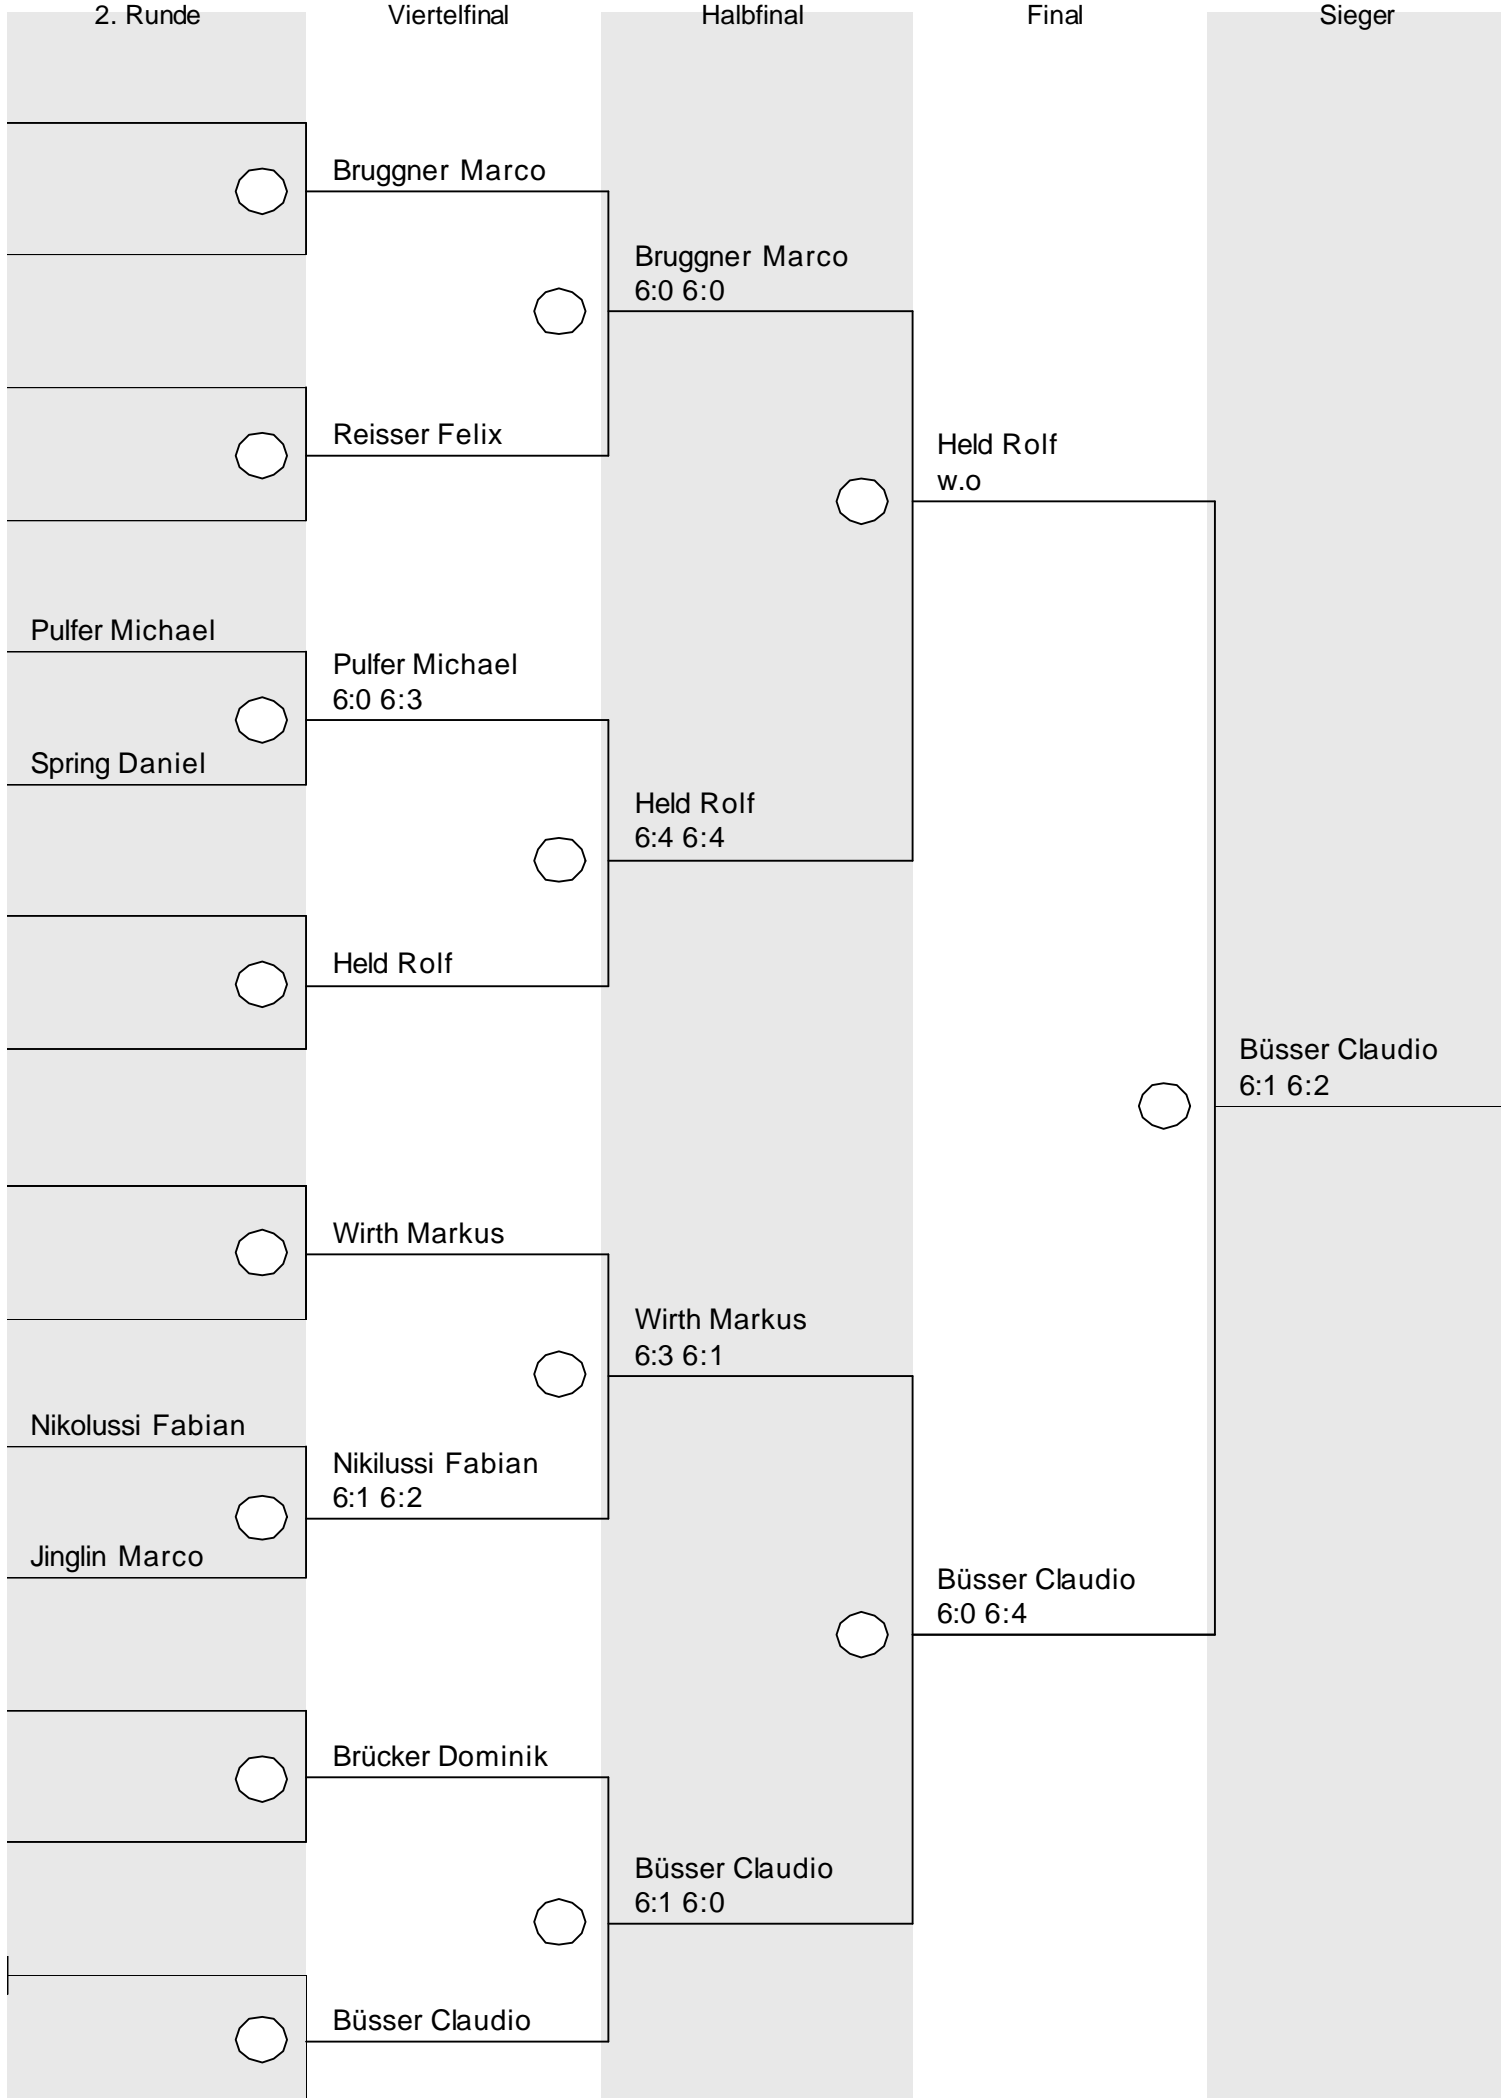 2. Runde
Viertelfinal
Halbfinal
Final
Sieger
Bruggner Marco
Bruggner Marco
6:0 6:0
Reisser Felix
Held Rolf
w.o
Pulfer Michael
Pulfer Michael
6:0 6:3
Spring Daniel
Held Rolf
6:4 6:4
Held Rolf
Büsser Claudio
6:1 6:2
Wirth Markus
Wirth Markus
6:3 6:1
Nikolussi Fabian
Nikilussi Fabian
6:1 6:2
Jinglin Marco
Büsser Claudio
6:0 6:4
Brücker Dominik
Büsser Claudio
6:1 6:0
Büsser Claudio